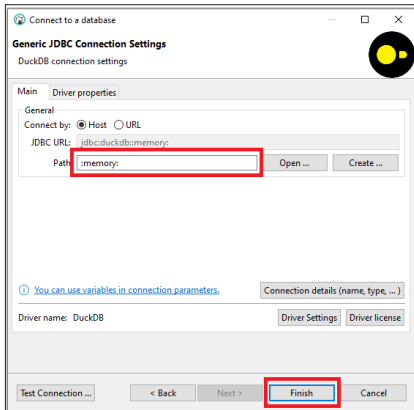 Connect to a database
Generic JDBC Connection Settings
DuckDB connection settings
Main Driver properties
General
Connect by: Host URL
JDBC URL: jdbc:duckdb::memory:
Path :memory: Open ... Create ...
You can use variables in connection parameters. Connection details (name, type, ... )
Driver name: DuckDB Driver Settings Driver license
Test Connection ... < Back Next > Finish Cancel